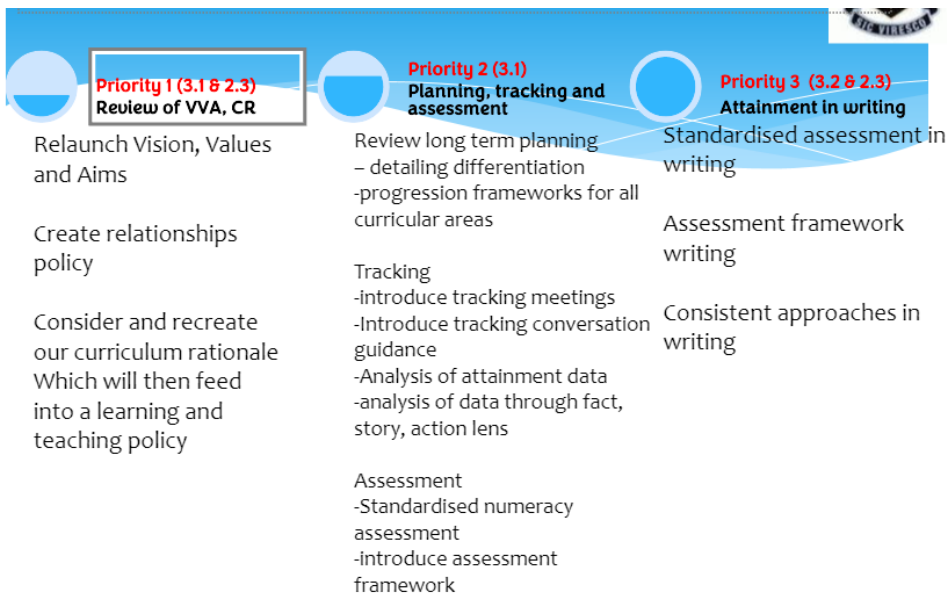 SIC VIRESCO
Priority 1 (3.1 & 2.3)
Review of VVA, CR
Relaunch Vision, Values
and Aims
Create relationships
policy
Consider and recreate
our curriculum rationale
Which will then feed
into a learning and
teaching policy
Priority 2 (3.1)
Planning, tracking and
assessment
Review long term planning
– detailing differentiation
-progression frameworks for all
curricular areas
Tracking
-introduce tracking meetings
-Introduce tracking conversation
guidance
-Analysis of attainment data
-analysis of data through fact,
story, action lens
Assessment
-Standardised numeracy
assessment
-introduce assessment
framework
Priority 3 (3.2 & 2.3)
Attainment in writing
Standardised assessment in
writing
Assessment framework
writing
Consistent approaches in
writing